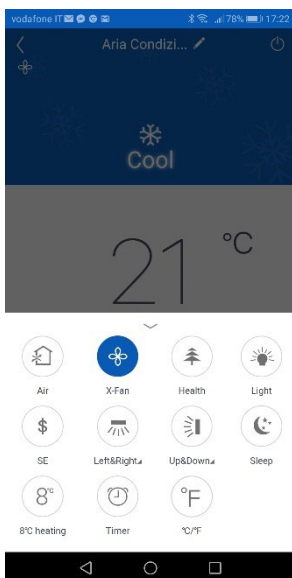 vodafone IT 78% 17:22
Aria Condizi...
Cool
21 °C
Air X-Fan Health Light
$
SE Left&Right Up&Down Sleep
8°C °F
8°C heating Timer °C/°F